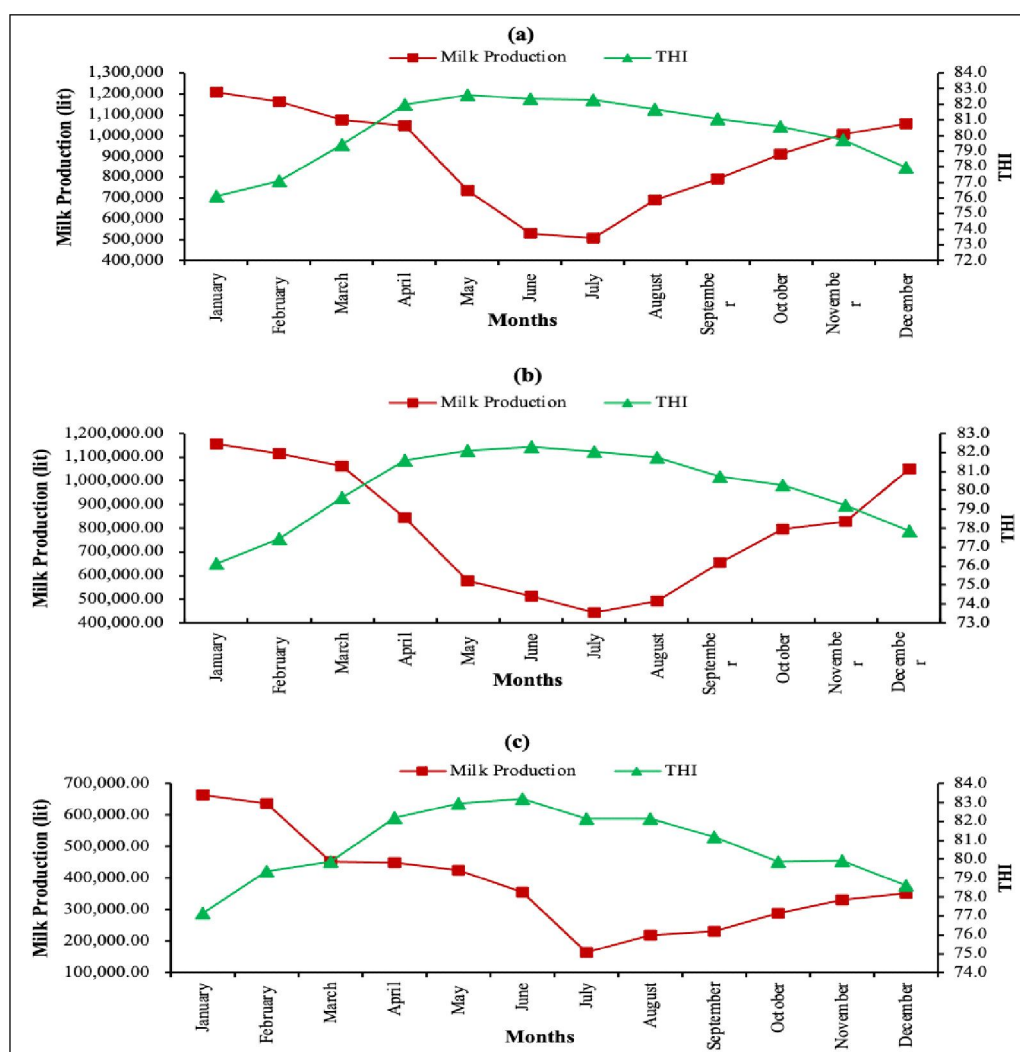 (a)
Milk Production THI
1,300,000 84.0
1,200,000 83.0
1,100,000 82.0
1,000,000 81.0
900,000 80.0
800,000 79.0
700,000 78.0
600,000 77.0
500,000 76.0
400,000 75.0
74.0
73.0
72.0
Milk Production (lit)
THI
January
February
March
April
May
June
July
August
Septembe
r
October
Novembe
r
December
Months
(b)
Milk Production THI
1,200,000.00 83.0
1,100,000.00 82.0
1,000,000.00 81.0
900,000.00 80.0
800,000.00 79.0
700,000.00 78.0
600,000.00 77.0
500,000.00 76.0
400,000.00 75.0
74.0
73.0
Milk Production (lit)
THI
January
February
March
April
May
June
July
August
Septembe
r
October
Novembe
r
Decembe
r
Months
(c)
Milk Production THI
700,000.00 84.0
600,000.00 83.0
500,000.00 82.0
400,000.00 81.0
300,000.00 80.0
200,000.00 79.0
100,000.00 78.0
77.0
76.0
75.0
74.0
Milk Production (lit)
THI
January
February
March
April
May
June
July
August
September
October
November
December
Months